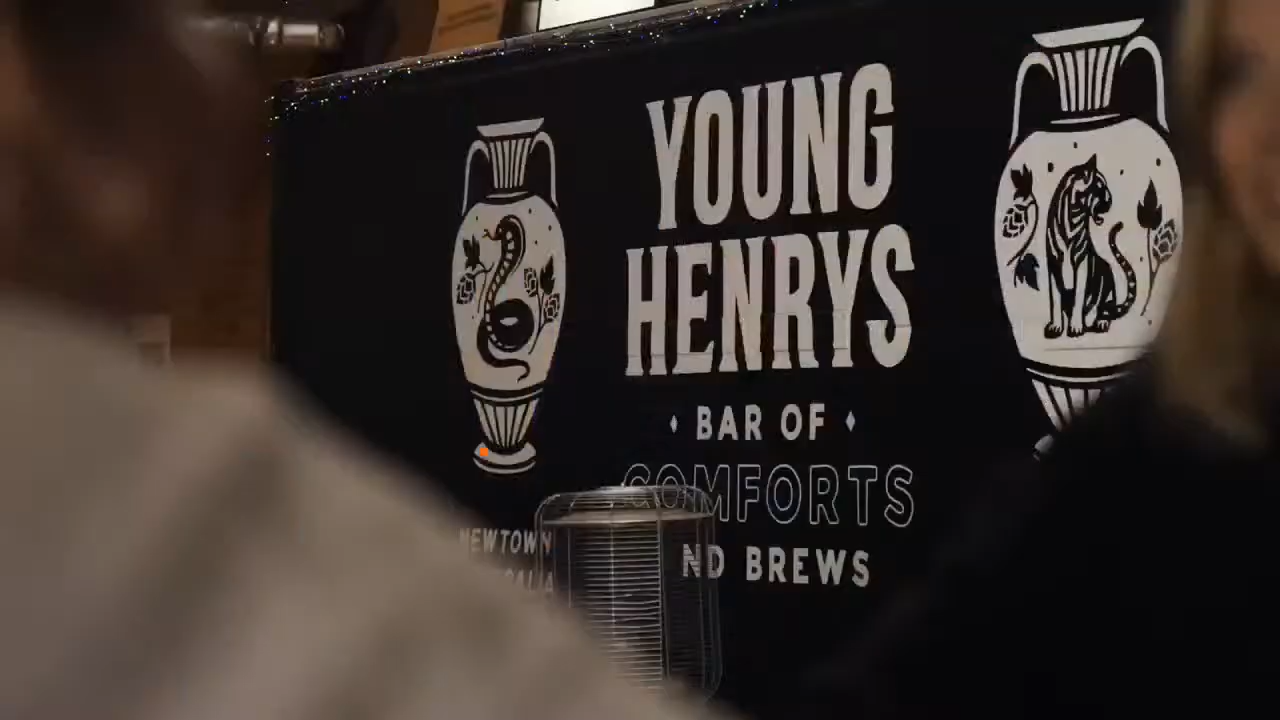 YOUNG
HENRYS
BAR OF
COMFORTS
ND BREWS
NEWTOWN